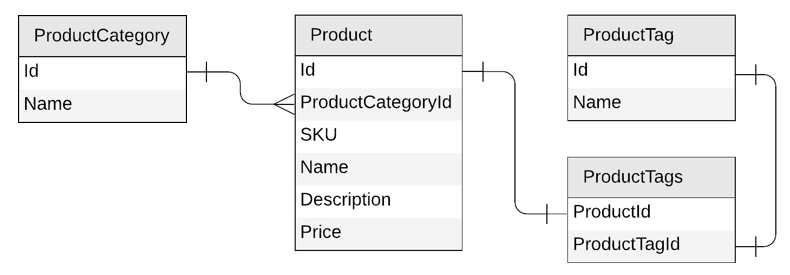 ProductCategory
Id
Name
Product
Id
ProductCategoryId
SKU
Name
Description
Price
ProductTag
Id
Name
ProductTags
ProductId
ProductTagId